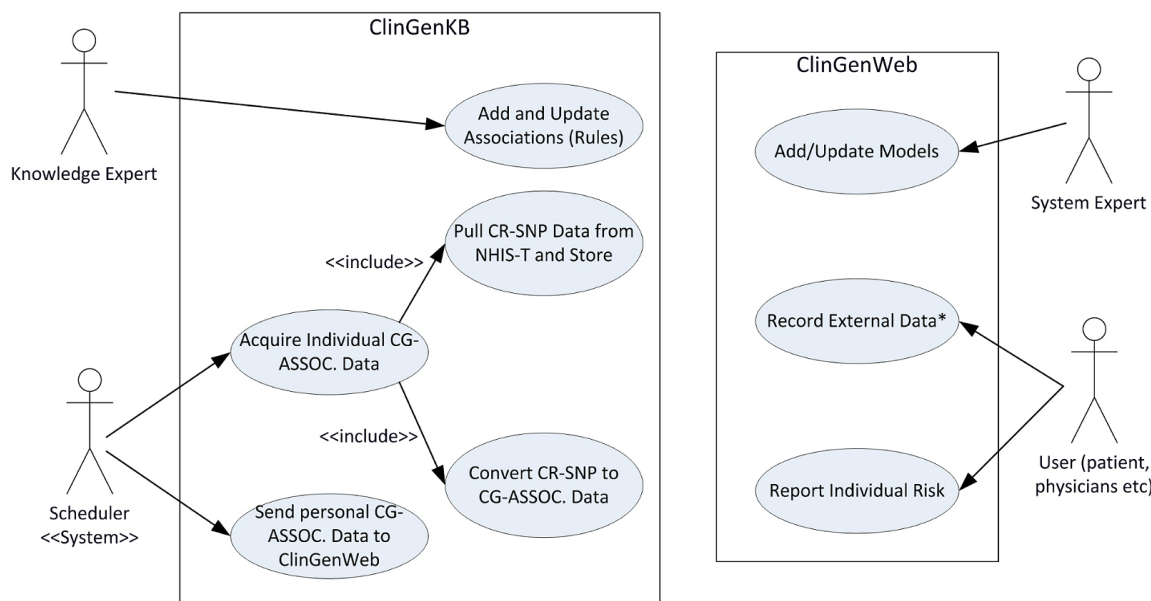 ClinGenKB
Add and Update
Associations (Rules)
Knowledge Expert
Pull CR-SNP Data from
NHIS-T and Store
<<include>>
Acquire Individual CG-
ASSOC. Data
<<include>>
Convert CR-SNP to
CG-ASSOC. Data
Scheduler
<<System>>
Send personal CG-
ASSOC. Data to
ClinGenWeb
ClinGenWeb
Add/Update Models
System Expert
Record External Data*
Report Individual Risk
User (patient,
physicians etc)